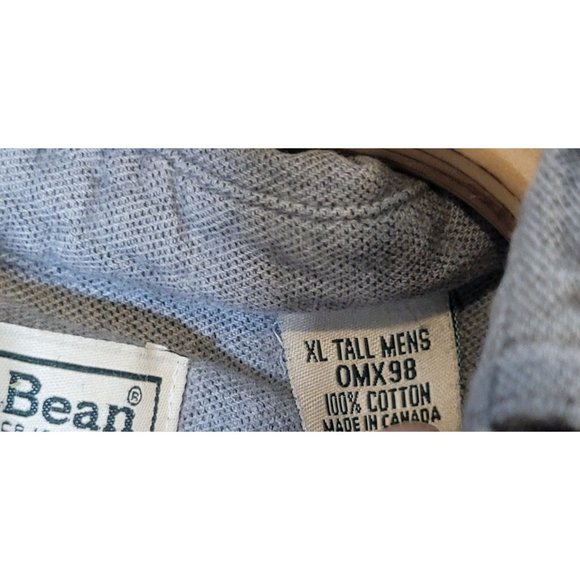 Bean®
XL TALL MENS
OMX98
100% COTTON
MADE IN CANADA